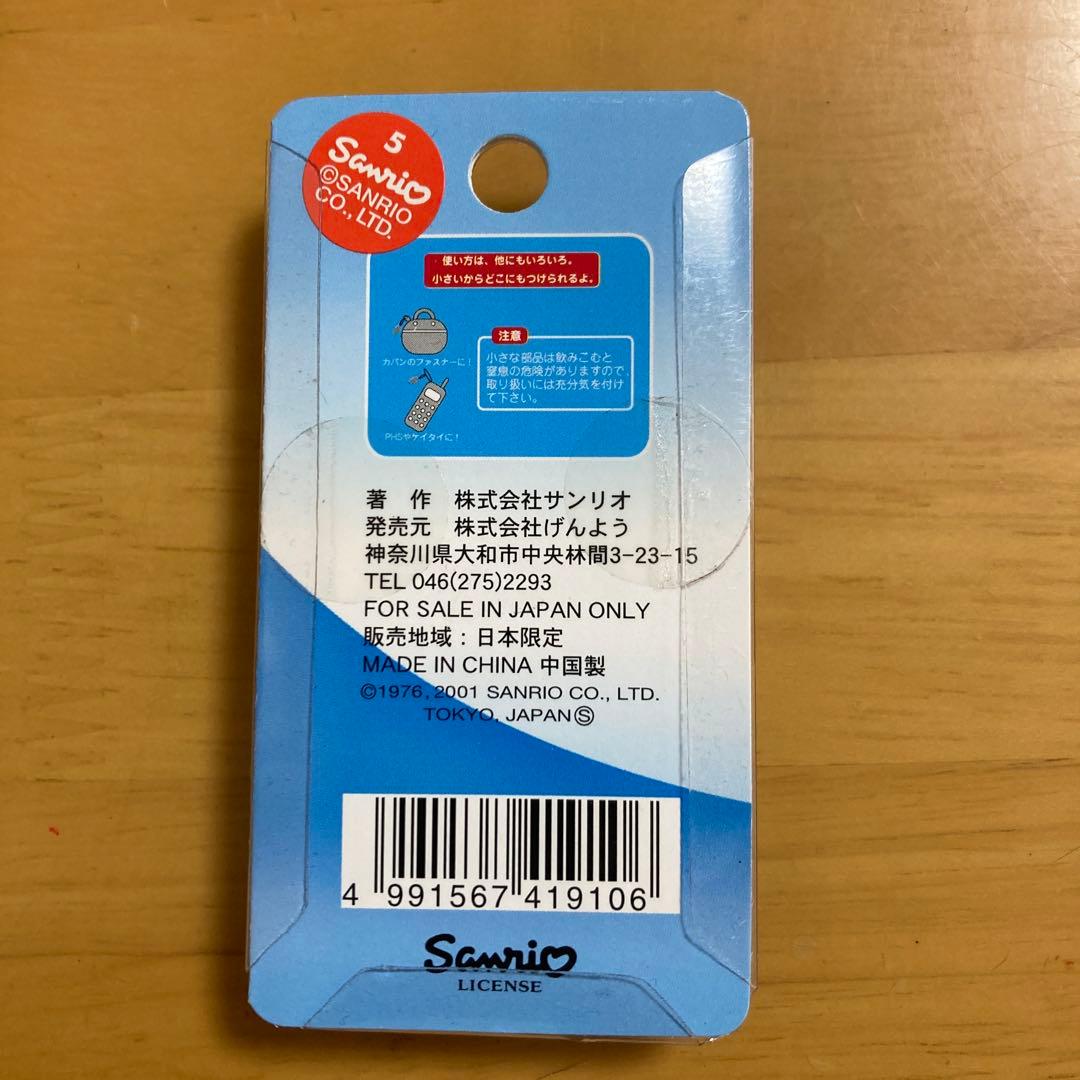 5
Sanrio
©SANRIO
CO., LTD.
使い方は、他にもいろいろ。
小さいからどこにもつけられるよ。
カバンのファスナーに!
注意
小さな部品は飲みこむと
窒息の危険がありますので、
取り扱いには充分気を付け
て下さい。
PHSやケイタイに!
著 作 株式会社サンリオ
発売元 株式会社げんよう
神奈川県大和市中央林間3-23-15
TEL 046(275)2293
FOR SALE IN JAPAN ONLY
販売地域:日本限定
MADE IN CHINA 中国製
©1976, 2001 SANRIO CO., LTD.
TOKYO, JAPANⓈ
4 991567 419106
Sanrio
LICENSE